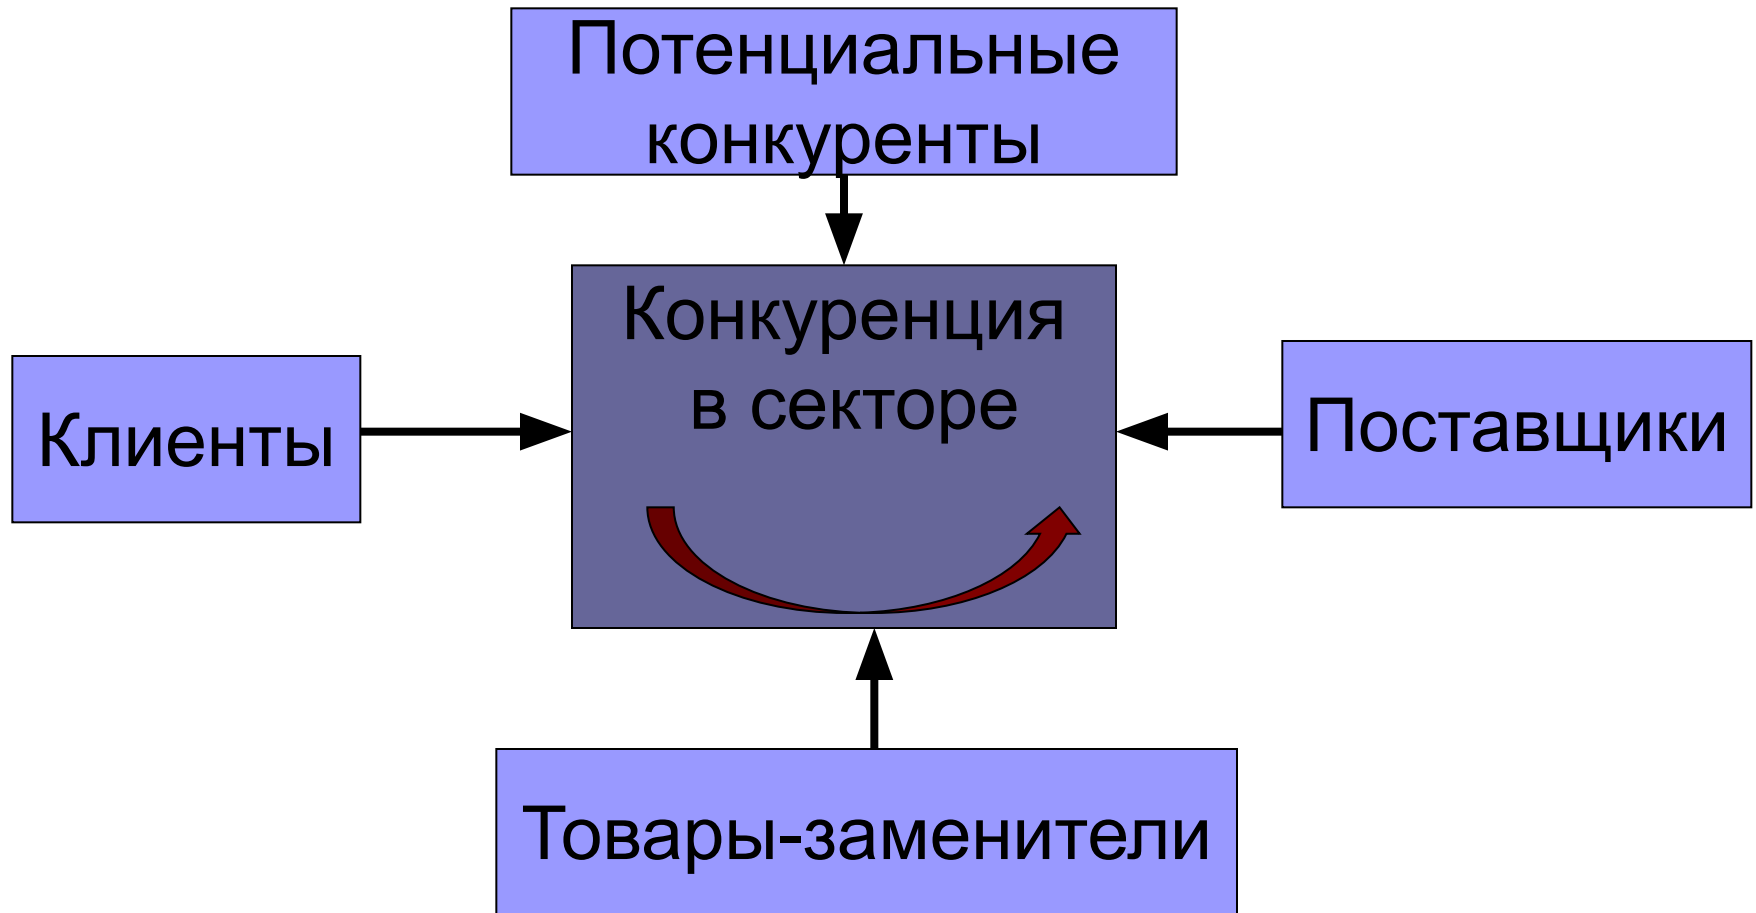 Потенциальные
конкуренты
Конкуренция
в секторе
Клиенты
Поставщики
Товары-заменители